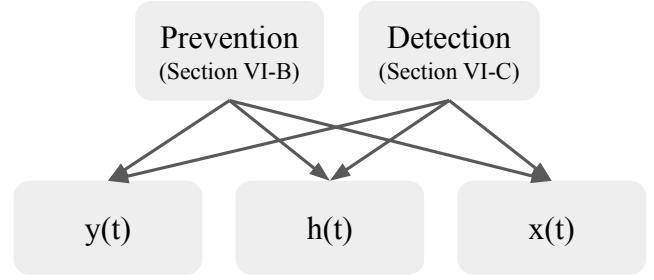 Prevention
(Section VI-B)
Detection
(Section VI-C)
y(t)
h(t)
x(t)